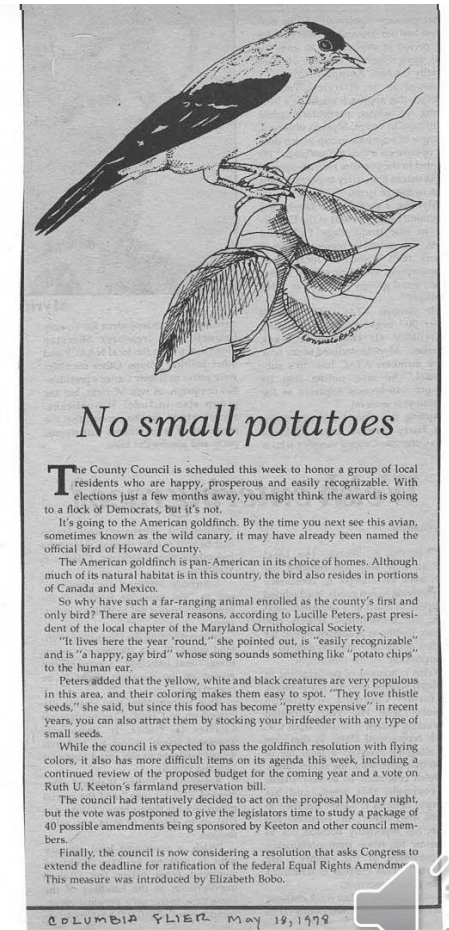 Consuelo
No small potatoes
The County Council is scheduled this week to honor a group of local
residents who are happy, prosperous and easily recognizable. With
elections just a few months away, you might think the award is going
to a flock of Democrats, but it's not.
It's going to the American goldfinch. By the time you next see this avian,
sometimes known as the wild canary, it may have already been named the
official bird of Howard County.
The American goldfinch is pan-American in its choice of homes. Although
much of its natural habitat is in this country, the bird also resides in portions
of Canada and Mexico.
So why have such a far-ranging animal enrolled as the county's first and
only bird? There are several reasons, according to Lucille Peters, past presi-
dent of the local chapter of the Maryland Ornithological Society.
"It lives here the year 'round," she pointed out, is "easily recognizable"
and is "a happy, gay bird" whose song sounds something like "potato chips"
to the human ear.
Peters added that the yellow, white and black creatures are very populous
in this area, and their coloring makes them easy to spot. "They love thistle
seeds," she said, but since this food has become "pretty expensive" in recent
years, you can also attract them by stocking your birdfeeder with any type of
small seeds.
While the council is expected to pass the goldfinch resolution with flying
colors, it also has more difficult items on its agenda this week, including a
continued review of the proposed budget for the coming year and a vote on
Ruth U. Keeton's farmland preservation bill.
The council had tentatively decided to act on the proposal Monday night,
but the vote was postponed to give the legislators time to study a package of
40 possible amendments being sponsored by Keeton and other council mem-
bers.
Finally, the council is now considering a resolution that asks Congress to
extend the deadline for ratification of the federal Equal Rights Amendme
This measure was introduced by Elizabeth Bobo.
COLUMBIA FLIER May 18, 1978